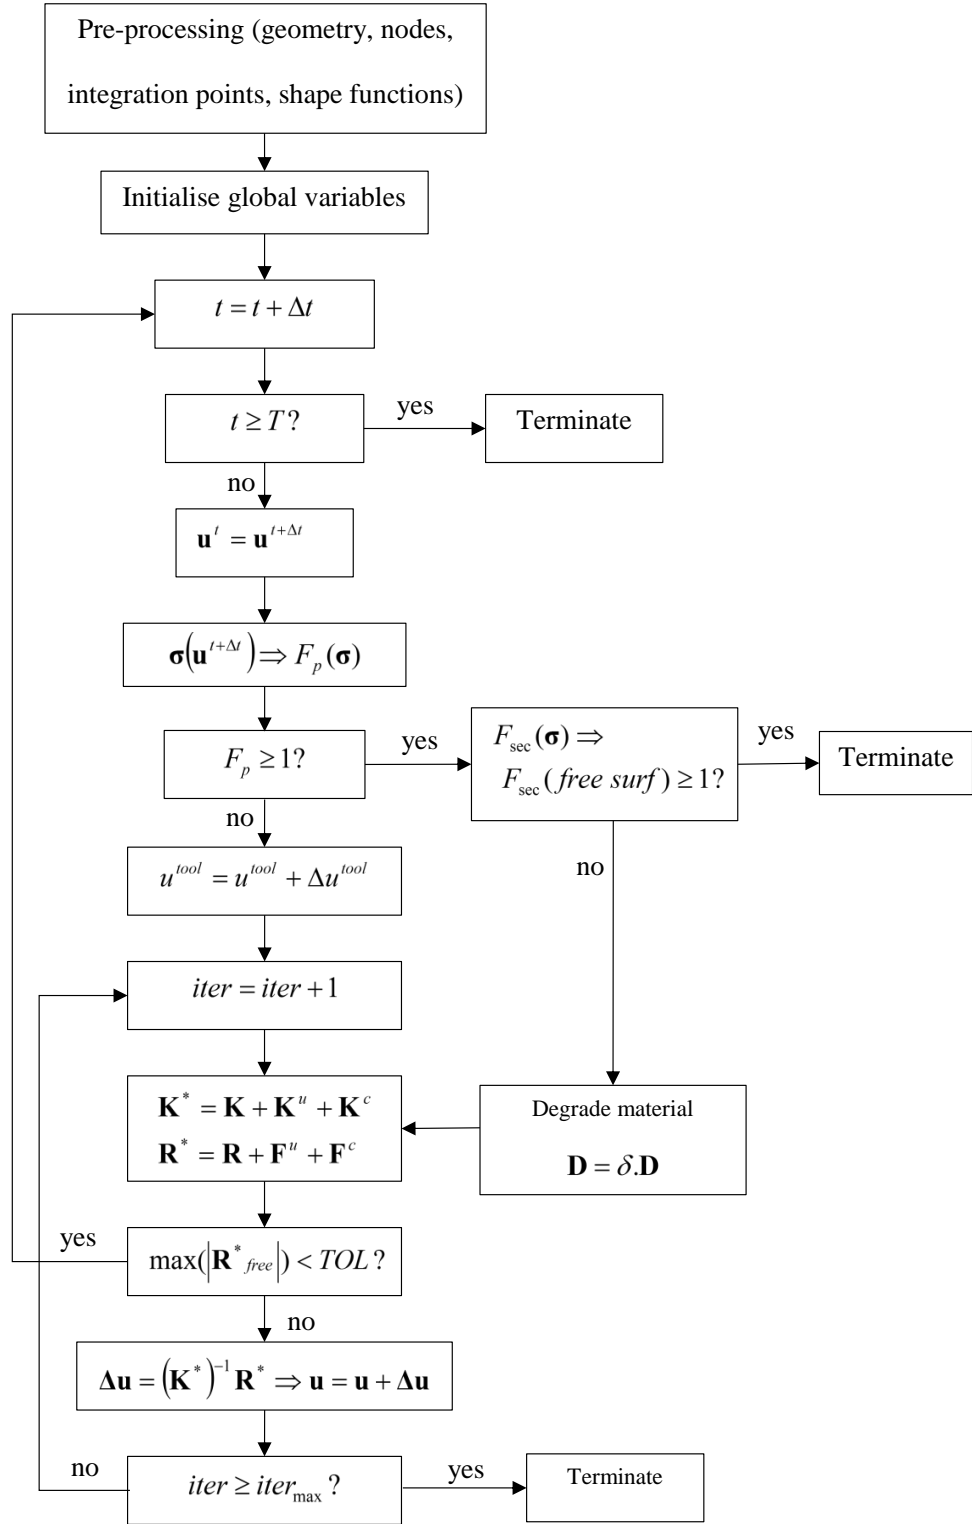 Pre-processing (geometry, nodes,
integration points, shape functions)
Initialise global variables
t = t + Δt
t ≥ T?
yes
Terminate
no
𝐮^t = 𝐮^{t+Δt}
𝛔(𝐮^{t+Δt}) ⇒ F_p(𝛔)
F_p ≥ 1?
yes
F_sec(𝛔) ⇒
F_sec(free surf) ≥ 1?
yes
Terminate
no
no
u^{tool} = u^{tool} + Δu^{tool}
iter = iter + 1
𝐊^* = 𝐊 + 𝐊^u + 𝐊^c
𝐑^* = 𝐑 + 𝐅^u + 𝐅^c
Degrade material
𝐃 = δ.𝐃
yes
max(|𝐑^*_{free}|) < TOL?
no
𝚫𝐮 = (𝐊^*)^{-1} 𝐑^* ⇒ 𝐮 = 𝐮 + 𝚫𝐮
no
iter ≥ iter_max?
yes
Terminate